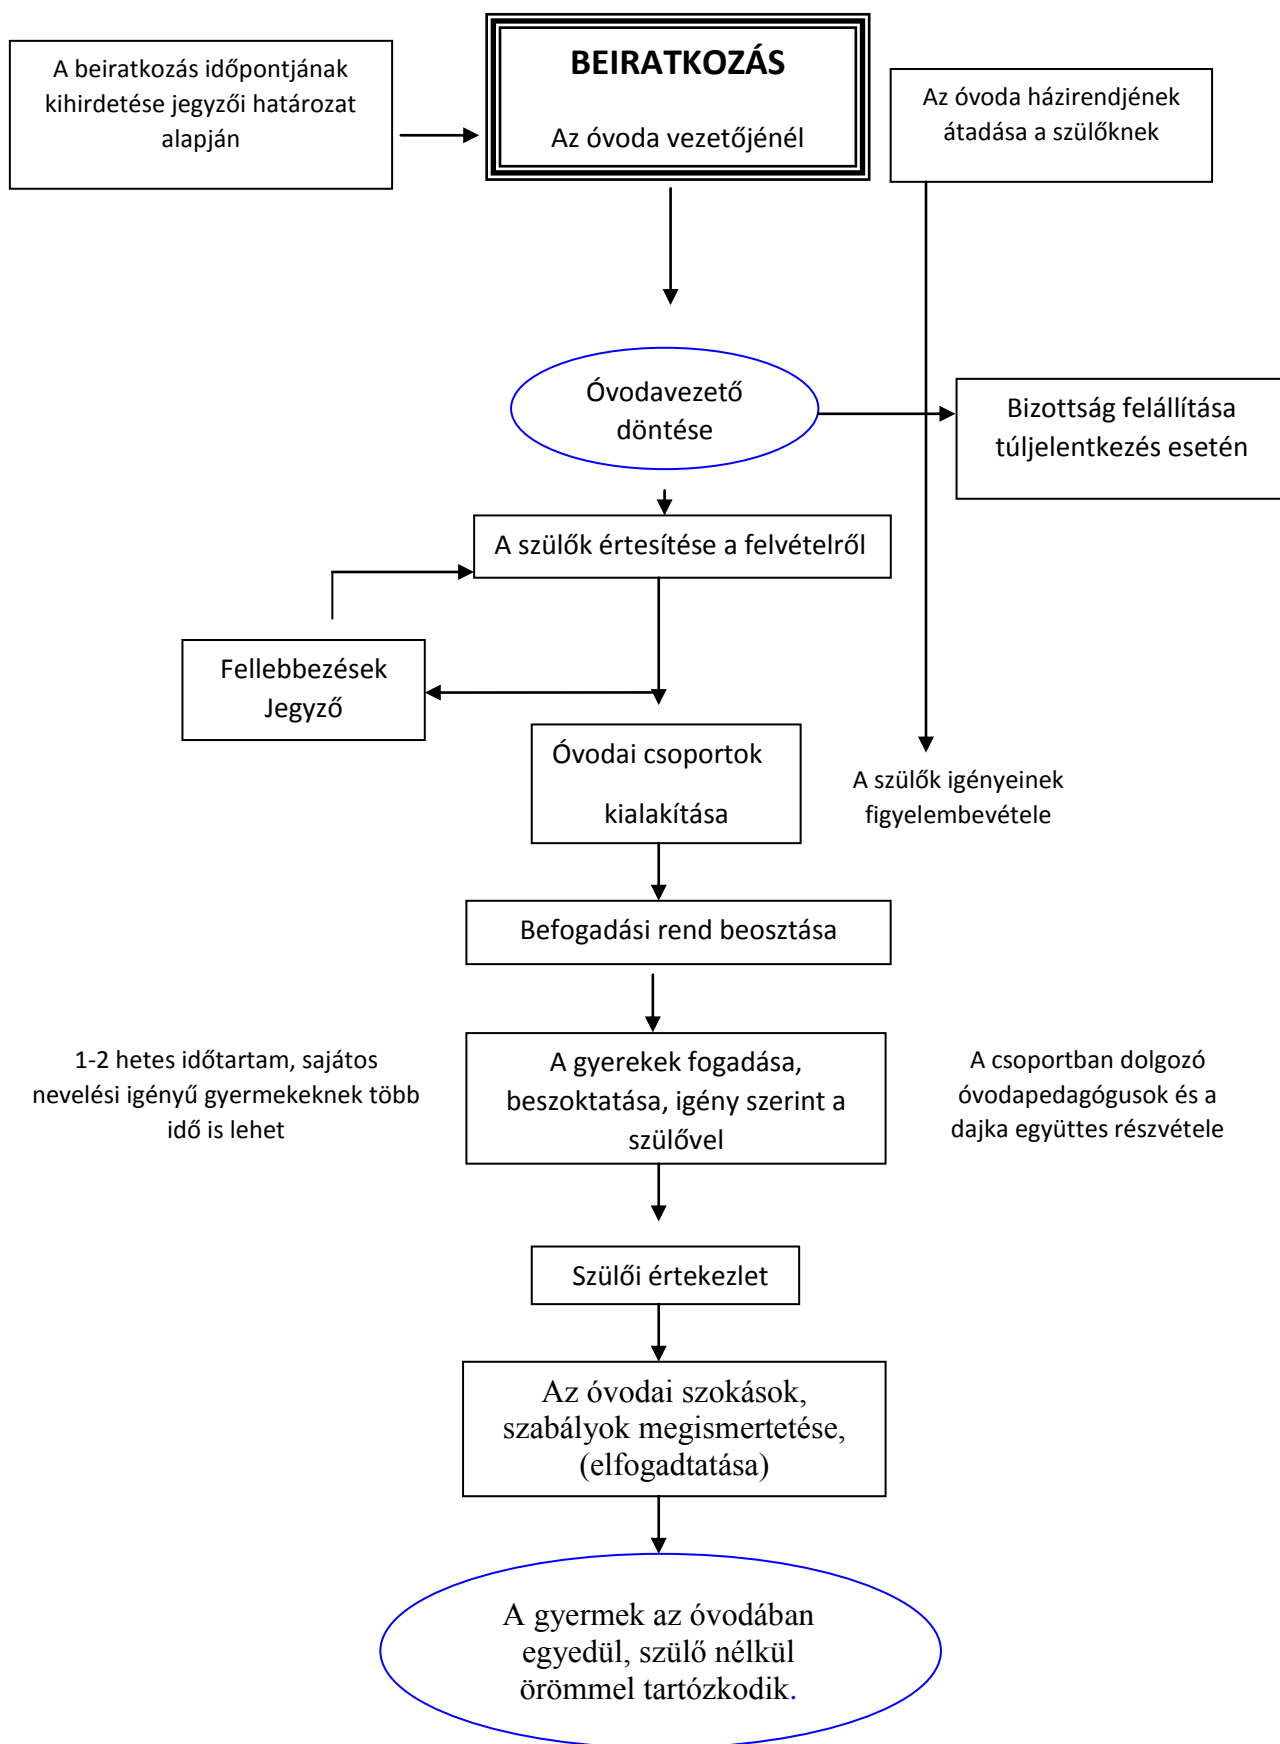 A beiratkozás időpontjának
kihirdetése jegyzői határozat
alapján
BEIRATKOZÁS
Az óvoda vezetőjénél
Az óvoda házirendjének
átadása a szülőknek
Óvodavezető
döntése
Bizottság felállítása
túljelentkezés esetén
A szülők értesítése a felvételről
Fellebbezések
Jegyző
Óvodai csoportok
kialakítása
A szülők igényeinek
figyelembevétele
Befogadási rend beosztása
1-2 hetes időtartam, sajátos
nevelési igényű gyermekeknek több
idő is lehet
A gyerekek fogadása,
beszoktatása, igény szerint a
szülővel
A csoportban dolgozó
óvodapedagógusok és a
dajka együttes részvétele
Szülői értekezlet
Az óvodai szokások,
szabályok megismertetése,
(elfogadtatása)
A gyermek az óvodában
egyedül, szülő nélkül
örömmel tartózkodik.